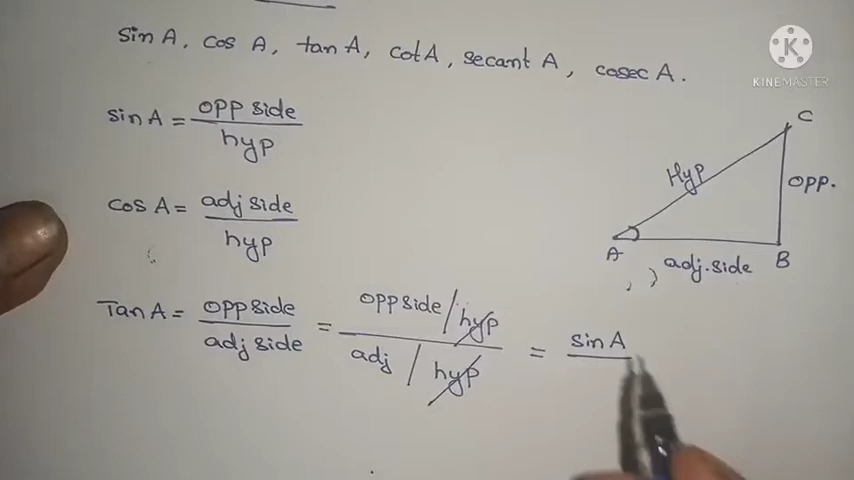 sin A, cos A, tan A, cot A, secant A, cosec A.
K
KINEMASTER
sin A = opp side / hyp
cos A = adj side / hyp
Tan A = opp side / adj side = opp side / hyp / adj / hyp = sin A
C
Hyp
opp.
A
adj. side
B